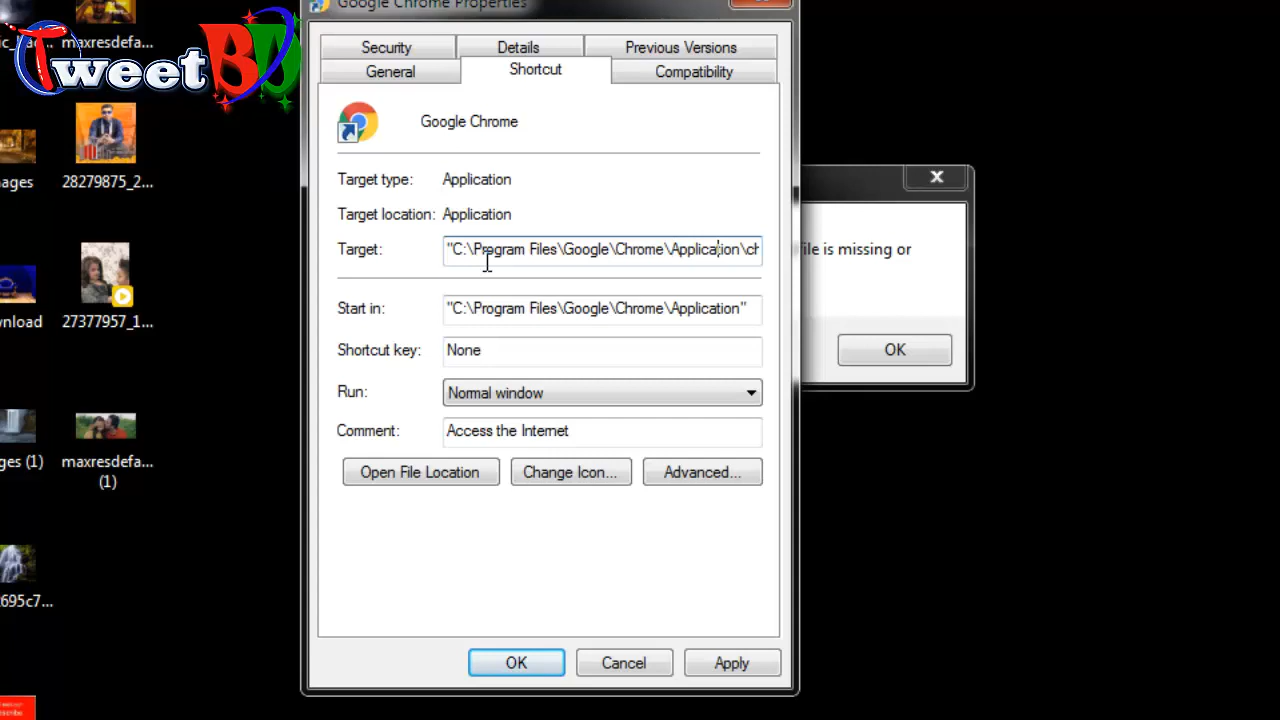 TweetBD
Google Chrome Properties
maxresdefa...
28279875_2...
27377957_1...
maxresdefa...
(1)
Security
Details
Previous Versions
General
Shortcut
Compatibility
Google Chrome
Target type: Application
Target location: Application
Target: "C:\Program Files\Google\Chrome\Application\ch
Start in: "C:\Program Files\Google\Chrome\Application"
Shortcut key: None
Run: Normal window
Comment: Access the Internet
Open File Location
Change Icon...
Advanced...
OK
Cancel
Apply
file is missing or
OK
ages
wnload
ges (1)
695c7...